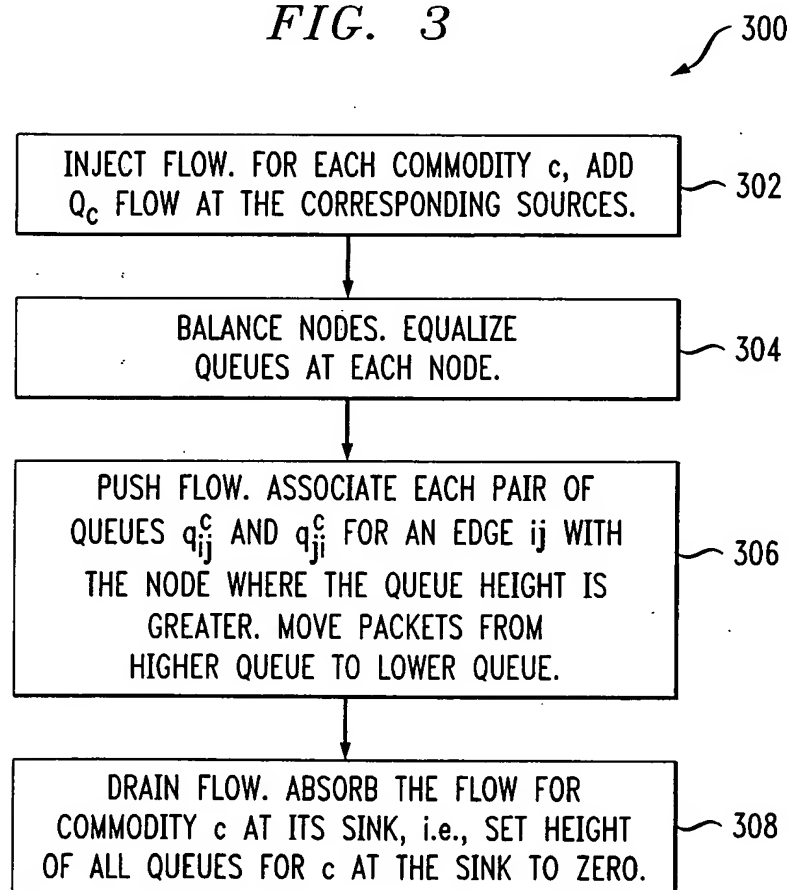 FIG. 3
300
INJECT FLOW. FOR EACH COMMODITY c, ADD
Qc FLOW AT THE CORRESPONDING SOURCES.
302
BALANCE NODES. EQUALIZE
QUEUES AT EACH NODE.
304
PUSH FLOW. ASSOCIATE EACH PAIR OF
QUEUES q^c_ij AND q^c_ji FOR AN EDGE ij WITH
THE NODE WHERE THE QUEUE HEIGHT IS
GREATER. MOVE PACKETS FROM
HIGHER QUEUE TO LOWER QUEUE.
306
DRAIN FLOW. ABSORB THE FLOW FOR
COMMODITY c AT ITS SINK, i.e., SET HEIGHT
OF ALL QUEUES FOR c AT THE SINK TO ZERO.
308